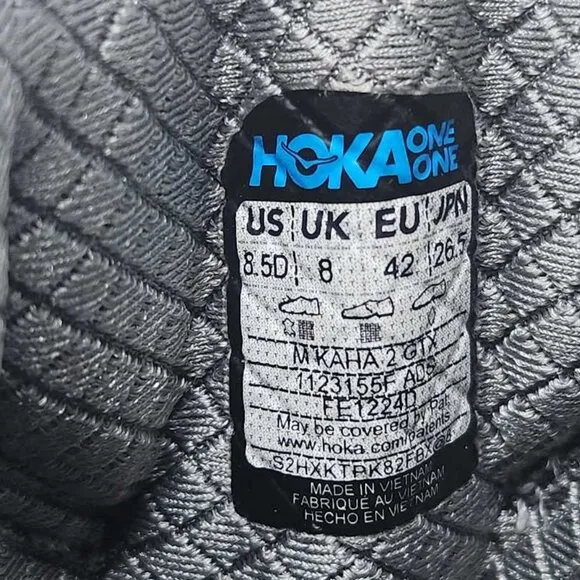 HOKA ONE ONE
US UK EU JPN
8.5D 8 42 26.5
M KAHA 2 GTX
1123155F ADS
FE1224D
May be covered by pat.
www.hoka.com/patents
MADE IN VIETNAM
FABRIQUÉ AU VIETNAM
HECHO EN VIETNAM